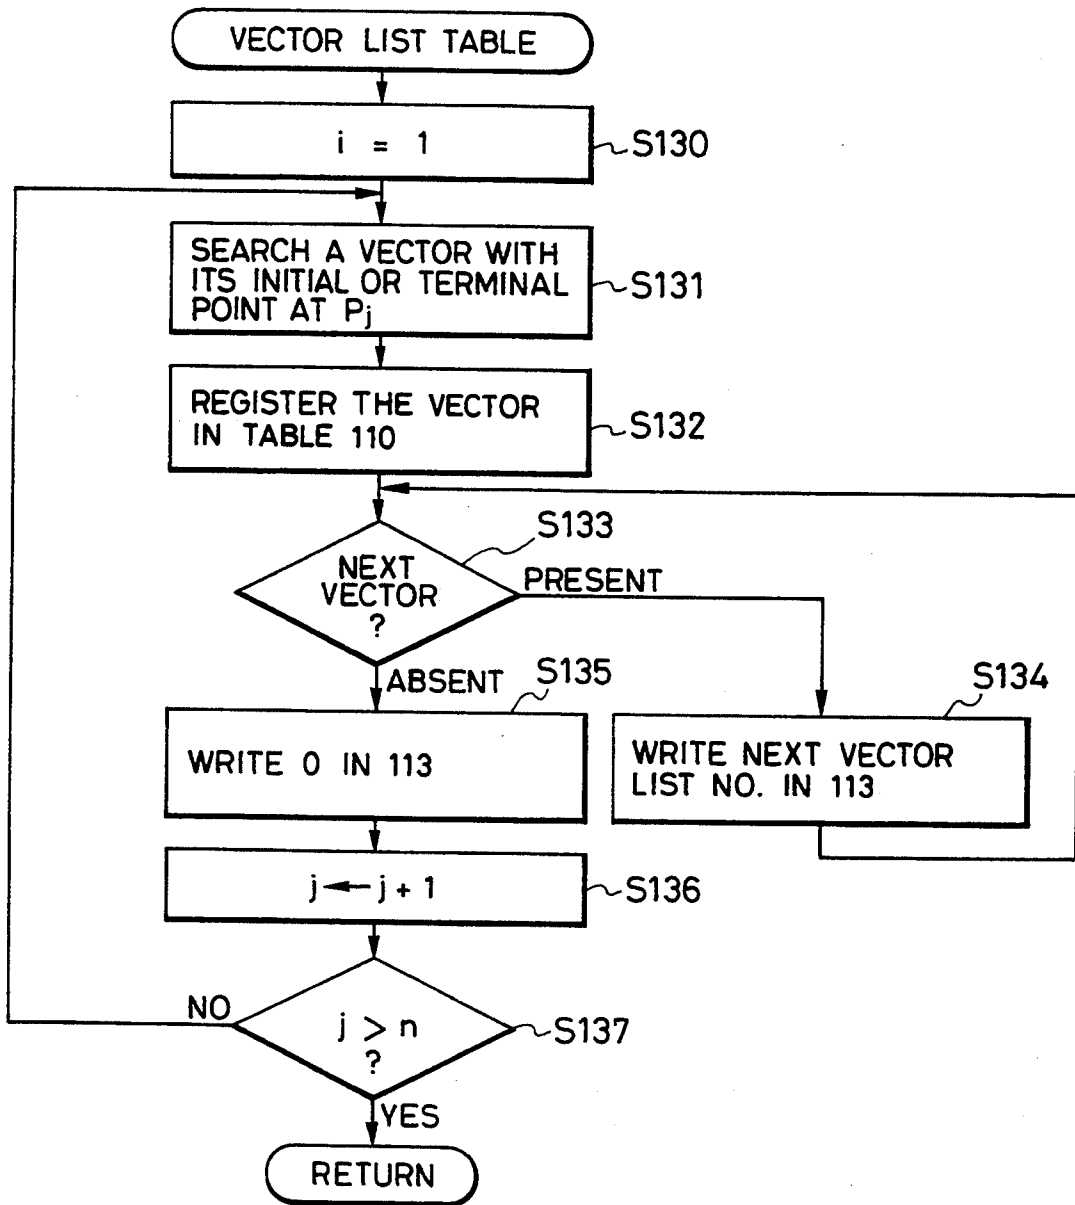 VECTOR LIST TABLE
i = 1
S130
SEARCH A VECTOR WITH
ITS INITIAL OR TERMINAL
POINT AT Pj
S131
REGISTER THE VECTOR
IN TABLE 110
S132
S133
NEXT
VECTOR
?
PRESENT
ABSENT
S135
WRITE 0 IN 113
S134
WRITE NEXT VECTOR
LIST NO. IN 113
j ← j + 1
S136
NO
j > n
?
S137
YES
RETURN